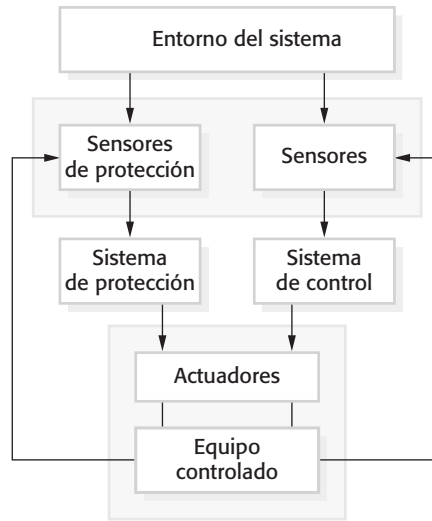 Entorno del sistema
Sensores
de protección
Sensores
Sistema
de protección
Sistema
de control
Actuadores
Equipo
controlado